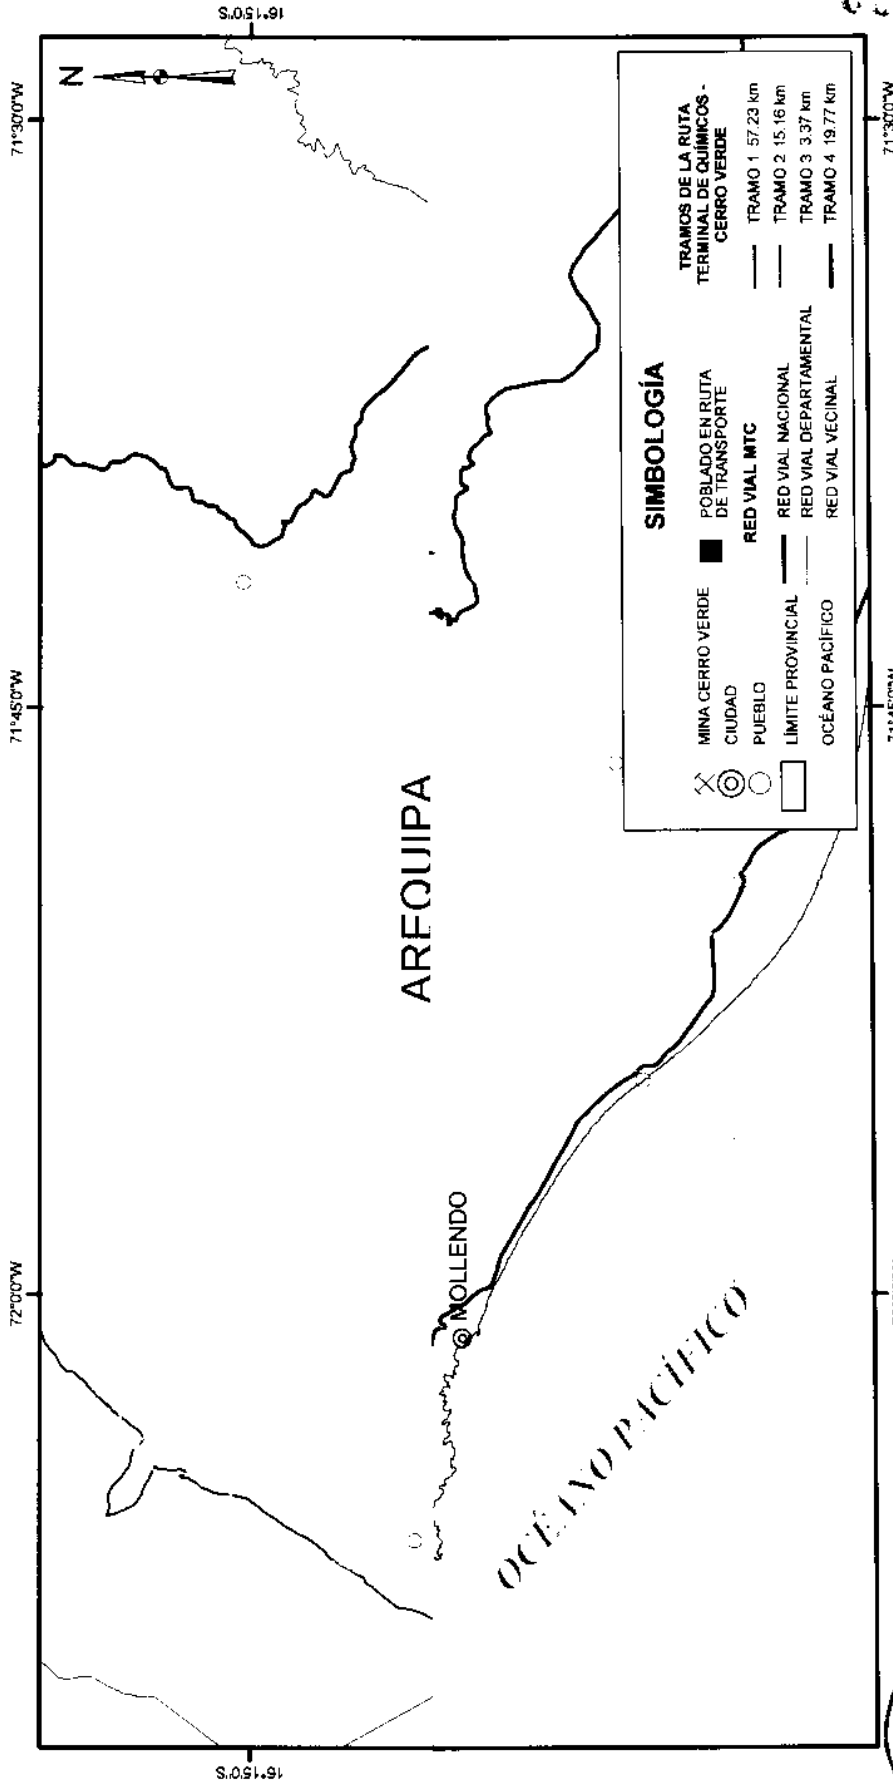 16°15'0"S
71°30'0"W
71°45'0"W
72°0'0"W
N
AREQUIPA
MOLLENDO
OCÉANO PACÍFICO
SIMBOLOGÍA
MINA CERRO VERDE
CIUDAD
PUEBLO
LÍMITE PROVINCIAL
OCÉANO PACÍFICO
POBLADO EN RUTA
DE TRANSPORTE
RED VIAL MTC
RED VIAL NACIONAL
RED VIAL DEPARTAMENTAL
RED VIAL VECINAL
TRAMOS DE LA RUTA
TERMINAL DE QUÍMICOS -
CERRO VERDE
TRAMO 1 57.23 km
TRAMO 2 15.16 km
TRAMO 3 3.37 km
TRAMO 4 19.77 km
71°30'0"W
16°15'0"S